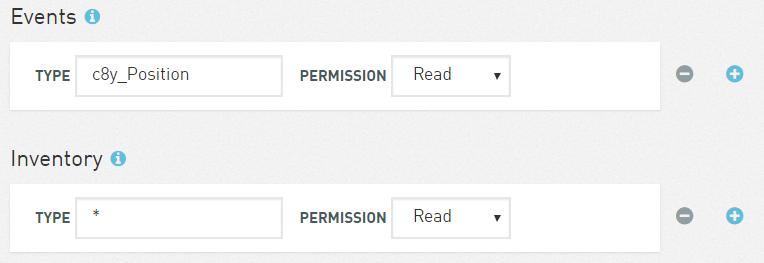 Events
TYPE c8y_Position PERMISSION Read
Inventory
TYPE * PERMISSION Read